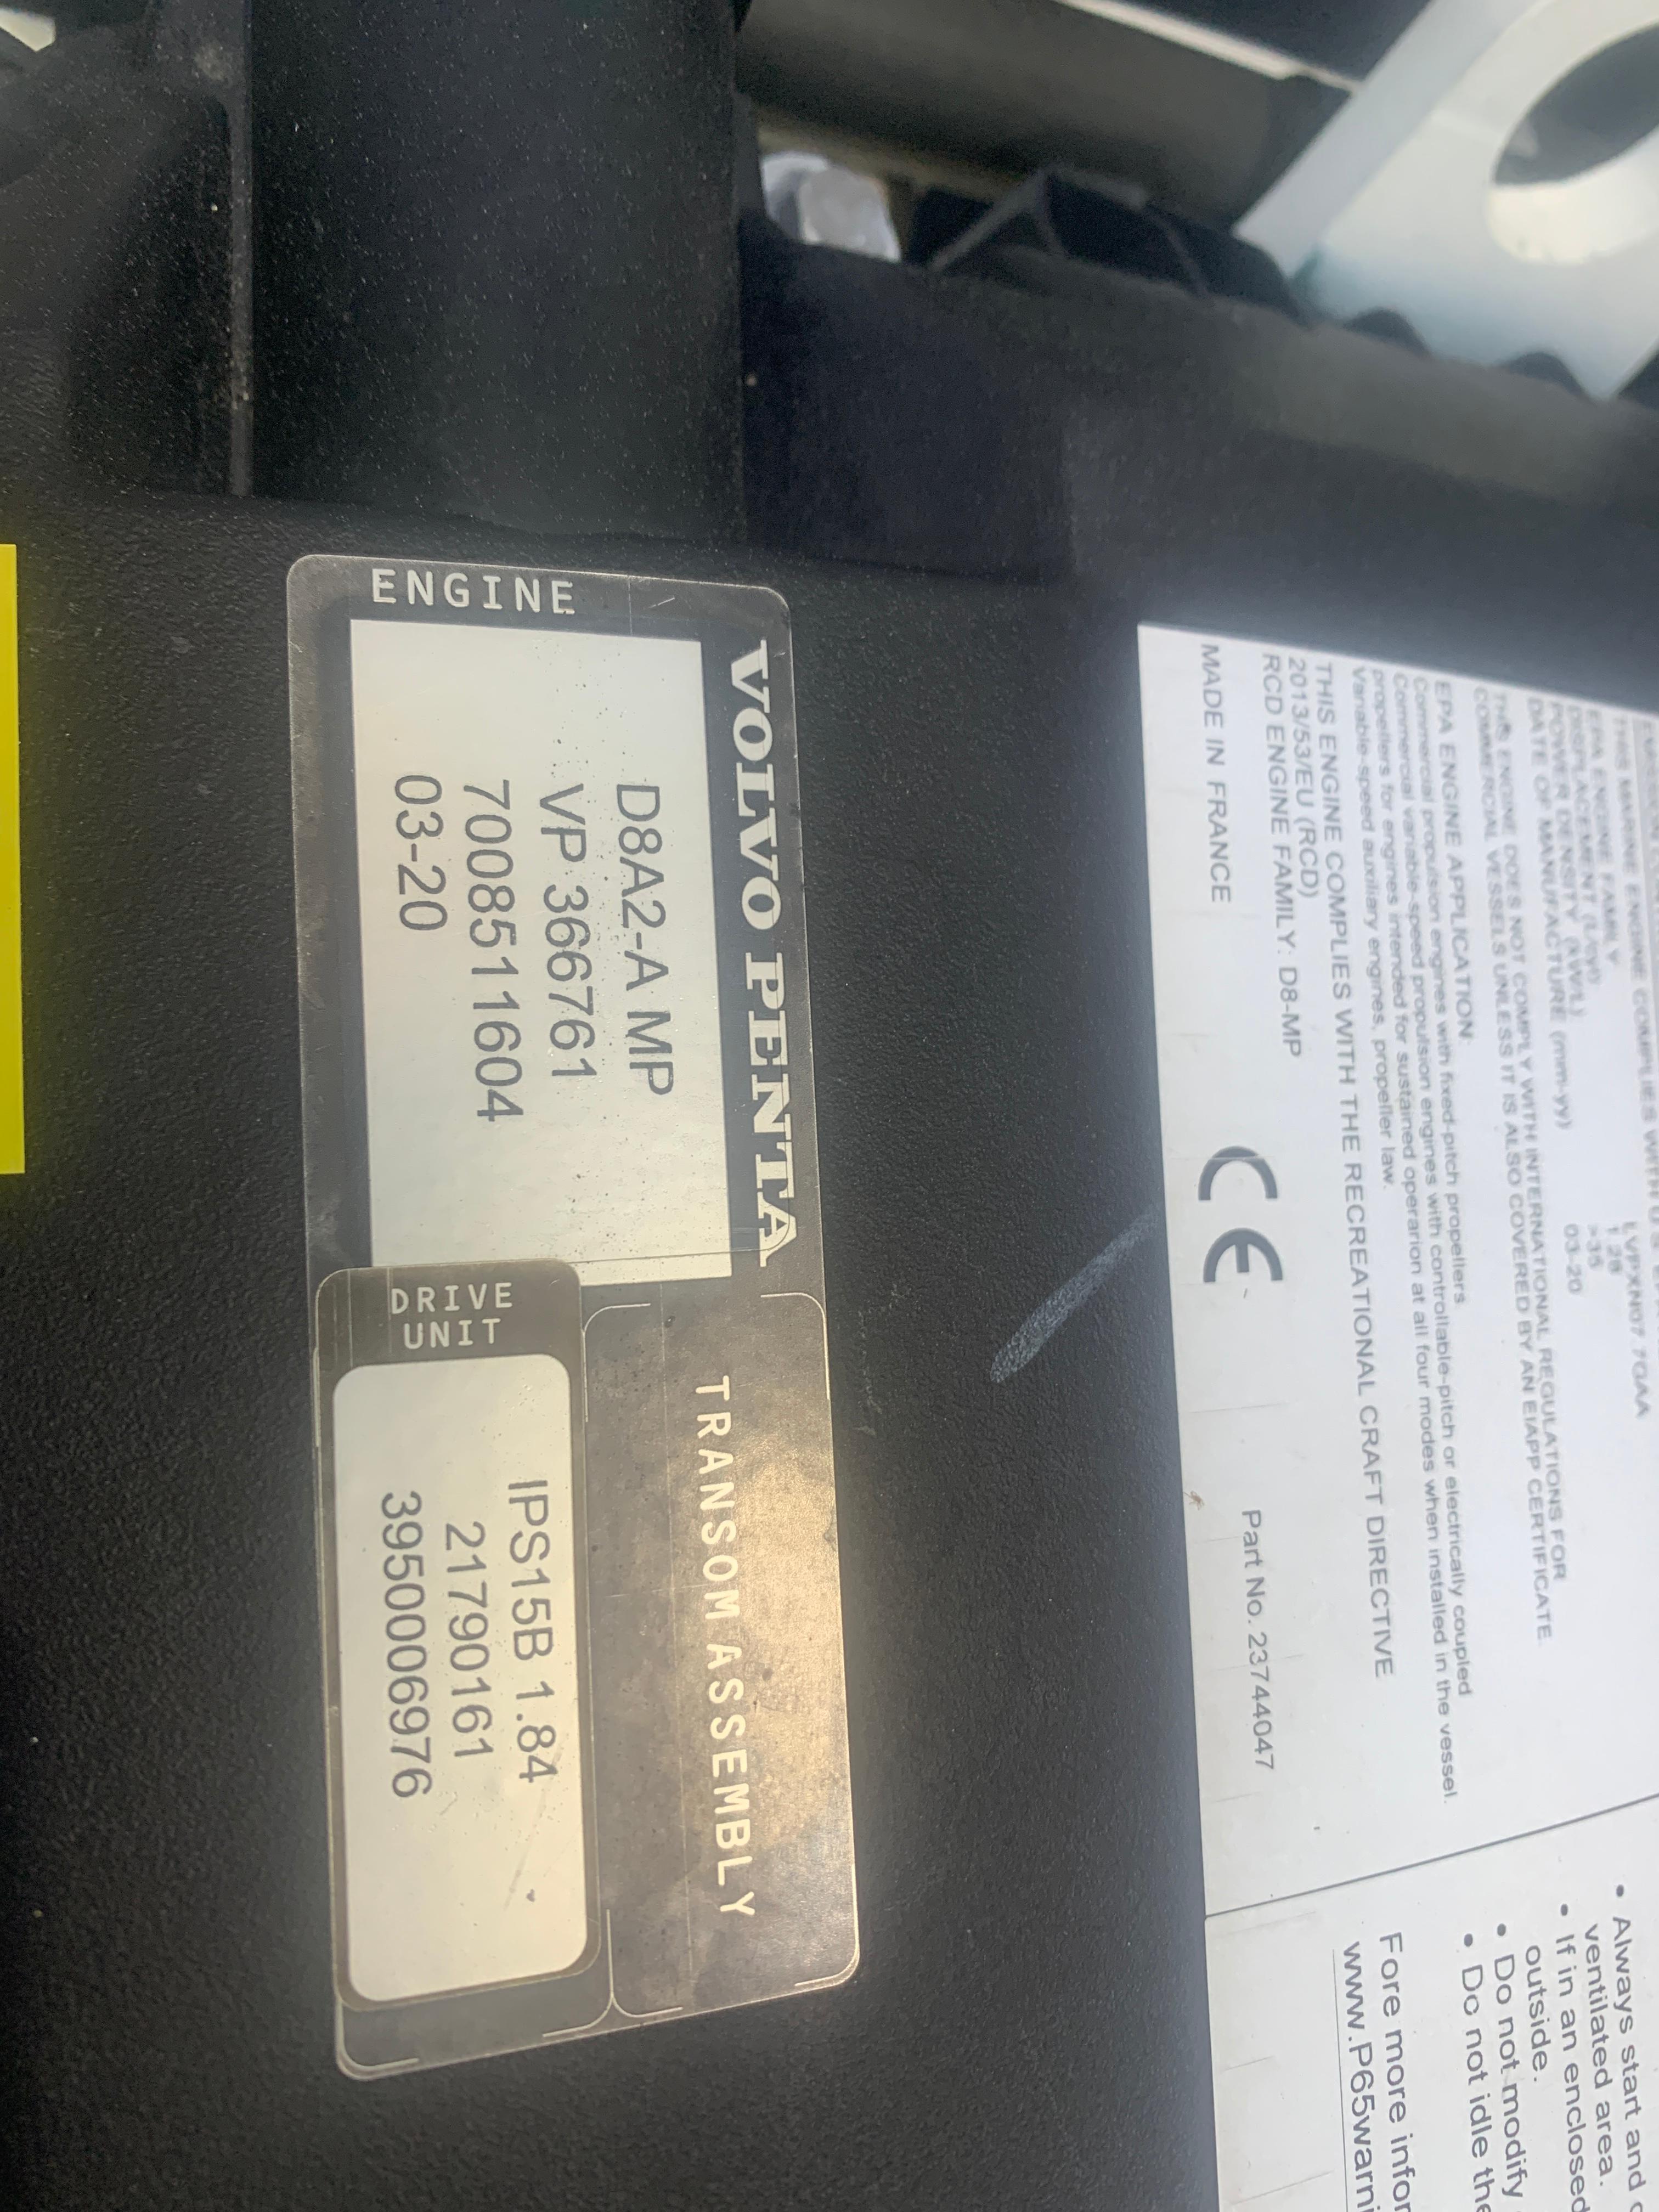 VOLVO PENTA
ENGINE
D8A2-A MP
VP 3667761
7008511604
03-20
TRANSOM ASSEMBLY
DRIVE
UNIT
IPS15B 1.84
21790161
3950006976
THIS MARINE ENGINE COMPLIES WITH U.S.
EPA ENGINE FAMILY LVPXN07.7GAA
DISPLACEMENT (L/cyl) 1.28
POWER DENSITY (kW/L) >35
DATE OF MANUFACTURE (mm-yy) 03-20
THIS ENGINE DOES NOT COMPLY WITH INTERNATIONAL REGULATIONS FOR
COMMERCIAL VESSELS UNLESS IT IS ALSO COVERED BY AN EIAPP CERTIFICATE.
EPA ENGINE APPLICATION
Commercial propulsion engines with fixed-pitch propellers
Commercial variable-speed propulsion engines with controllable-pitch or electrically coupled
propellers for engines intended for sustained operarion at all four modes when installed in the vessel.
Variable-speed auxiliary engines, propeller law.
THIS ENGINE COMPLIES WITH THE RECREATIONAL CRAFT DIRECTIVE
2013/53/EU (RCD)
RCD ENGINE FAMILY: D8-MP
MADE IN FRANCE
CE
Part No. 23744047
• Always start and
ventilated area.
• If in an enclosed
outside.
• Do not modify
• Do not idle the
Fore more infor
www.P65warni